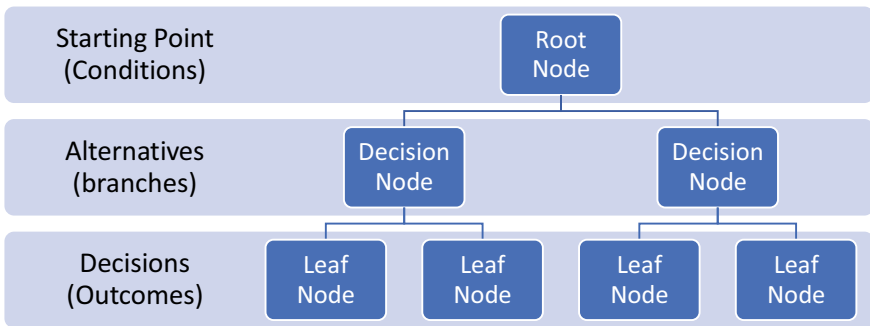 Starting Point
(Conditions)
Root
Node
Alternatives
(branches)
Decision
Node
Decision
Node
Decisions
(Outcomes)
Leaf
Node
Leaf
Node
Leaf
Node
Leaf
Node